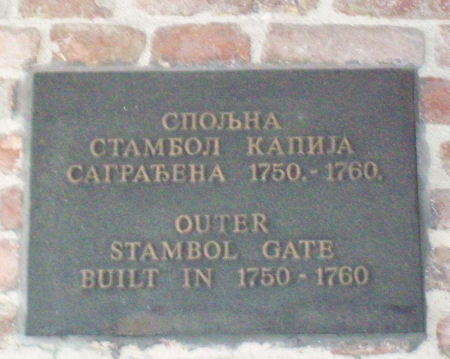 СПОЉНА
СТАМБОЛ КАПИЈА
САГРАЂЕНА 1750.-1760.
OUTER
STAMBOL GATE
BUILT IN 1750-1760